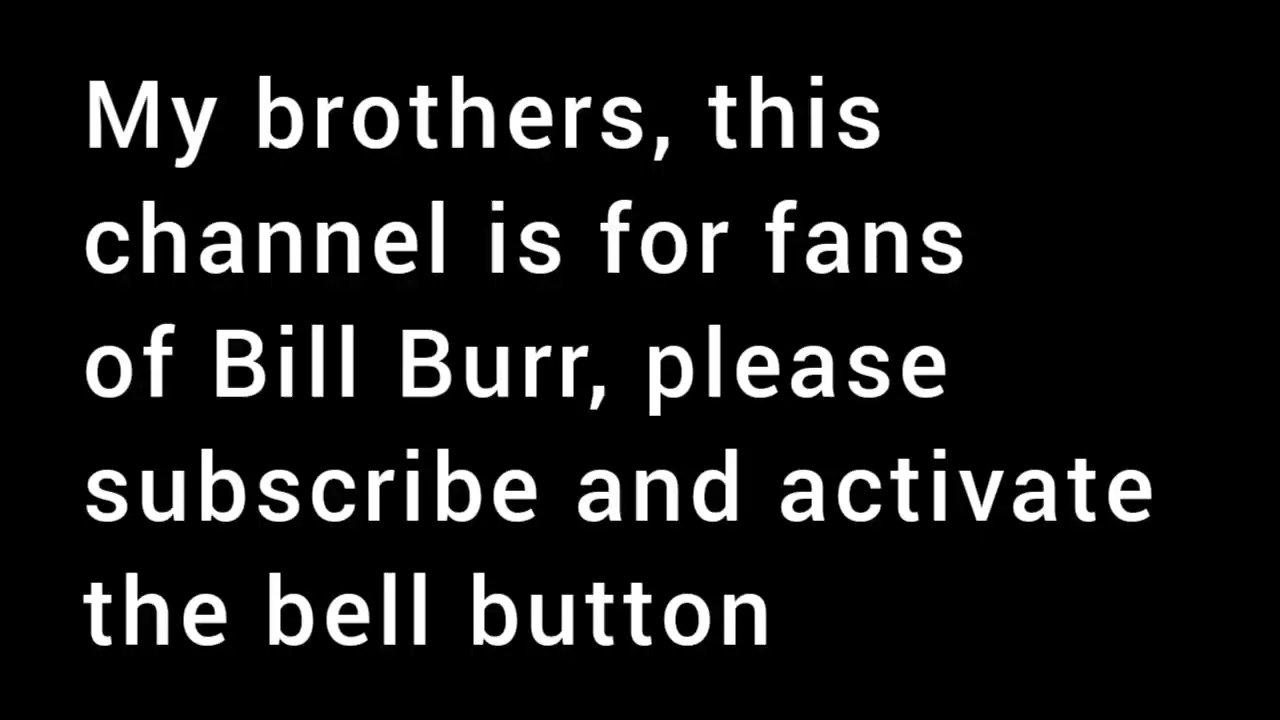 My brothers, this
channel is for fans
of Bill Burr, please
subscribe and activate
the bell button